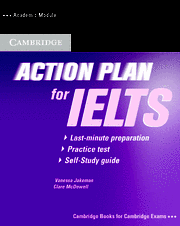 Academic Module
CAMBRIDGE
ACTION PLAN
for IELTS
Last-minute preparation
Practice test
Self-Study guide
Vanessa Jakeman
Clare McDowell
Cambridge Books for Cambridge Exams